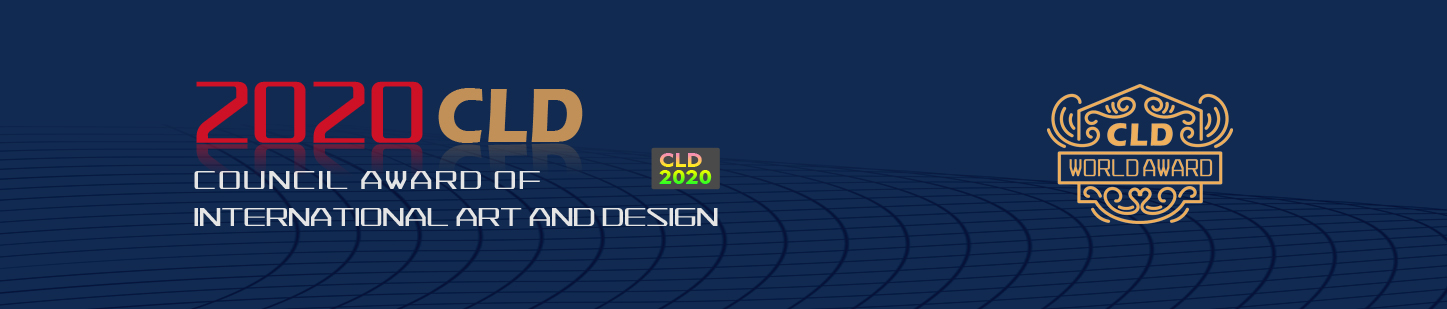 2020 CLD
COUNCIL AWARD OF
INTERNATIONAL ART AND DESIGN
CLD
2020
CLD
WORLD AWARD